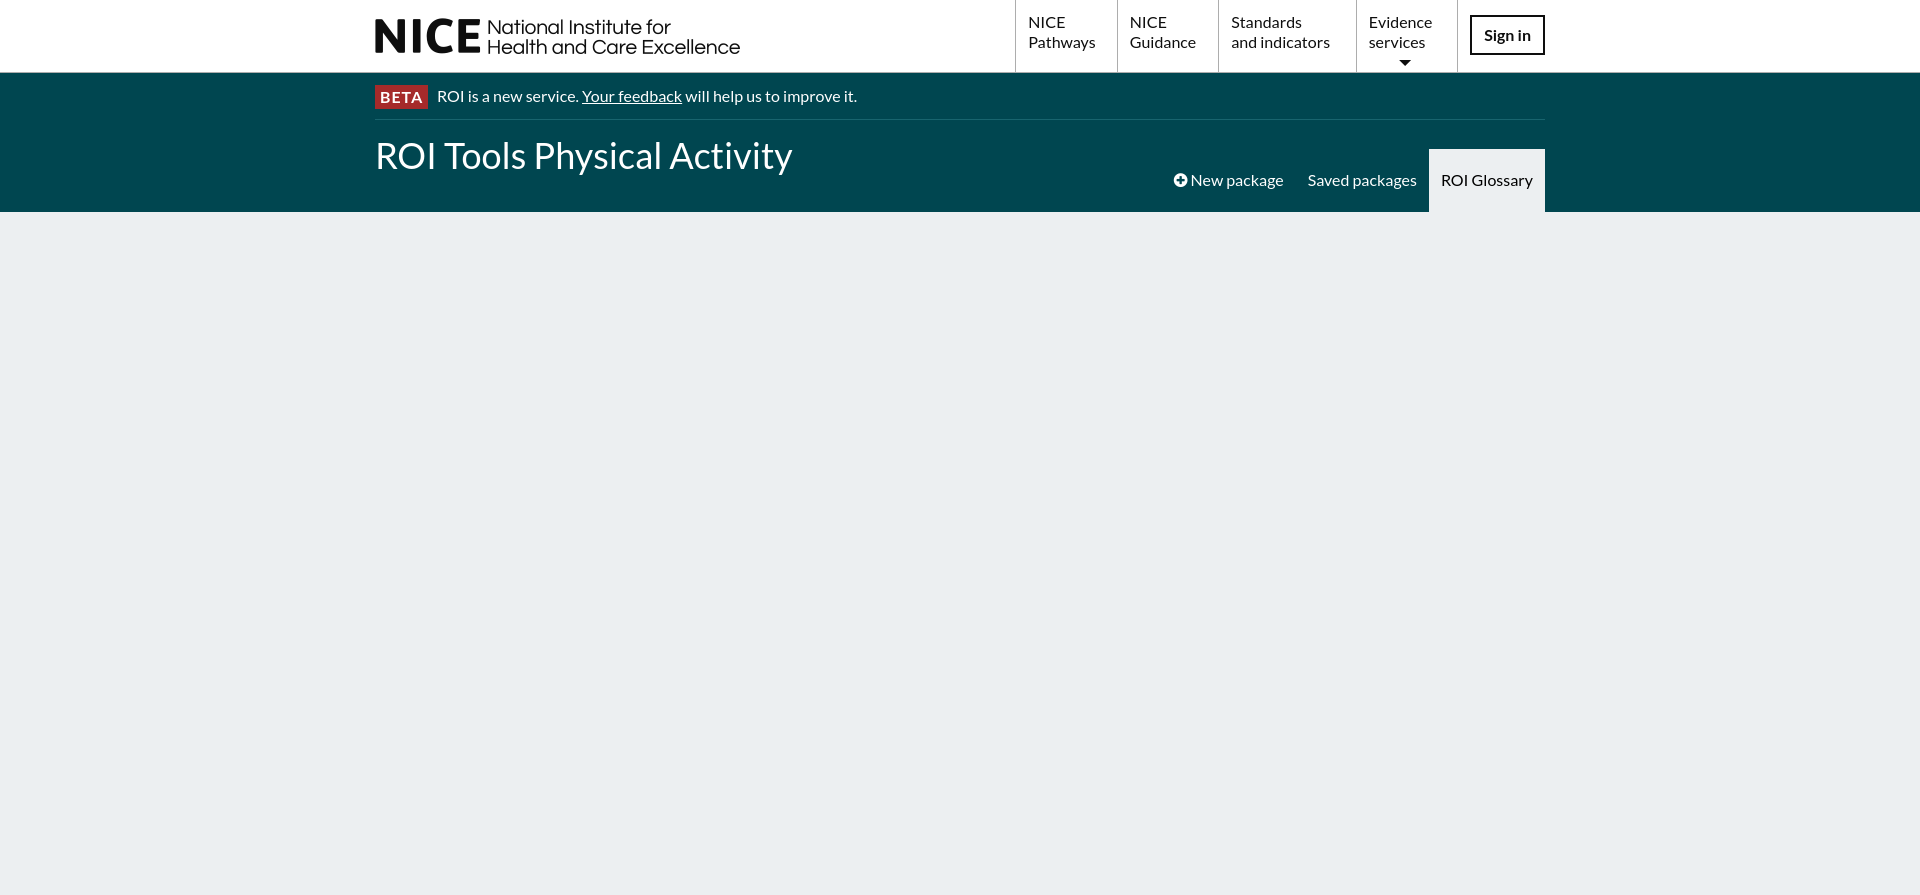 NICE National Institute for
Health and Care Excellence
NICE
Pathways
NICE
Guidance
Standards
and indicators
Evidence
services
Sign in
BETA ROI is a new service. Your feedback will help us to improve it.
ROI Tools Physical Activity
New package
Saved packages
ROI Glossary